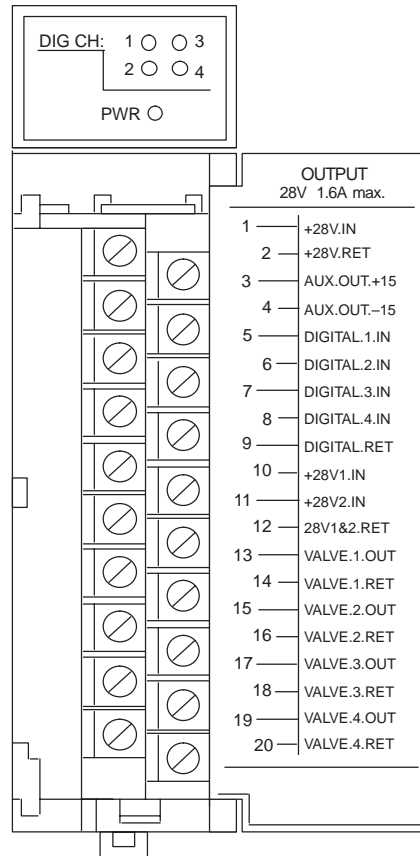 DIG CH: 1 3
2 4
PWR
OUTPUT
28V 1.6A max.
1 +28V.IN
2 +28V.RET
3 AUX.OUT.+15
4 AUX.OUT.–15
5 DIGITAL.1.IN
6 DIGITAL.2.IN
7 DIGITAL.3.IN
8 DIGITAL.4.IN
9 DIGITAL.RET
10 +28V1.IN
11 +28V2.IN
12 28V1&2.RET
13 VALVE.1.OUT
14 VALVE.1.RET
15 VALVE.2.OUT
16 VALVE.2.RET
17 VALVE.3.OUT
18 VALVE.3.RET
19 VALVE.4.OUT
20 VALVE.4.RET